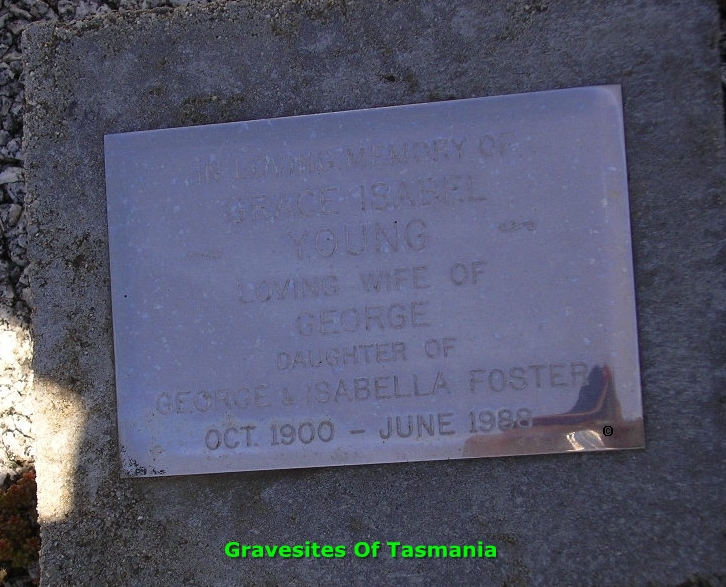 IN LOVING MEMORY OF
GRACE ISABEL
YOUNG
LOVING WIFE OF
GEORGE
DAUGHTER OF
GEORGE & ISABELLA FOSTER
OCT. 1900 – JUNE 1988
©
Gravesites Of Tasmania